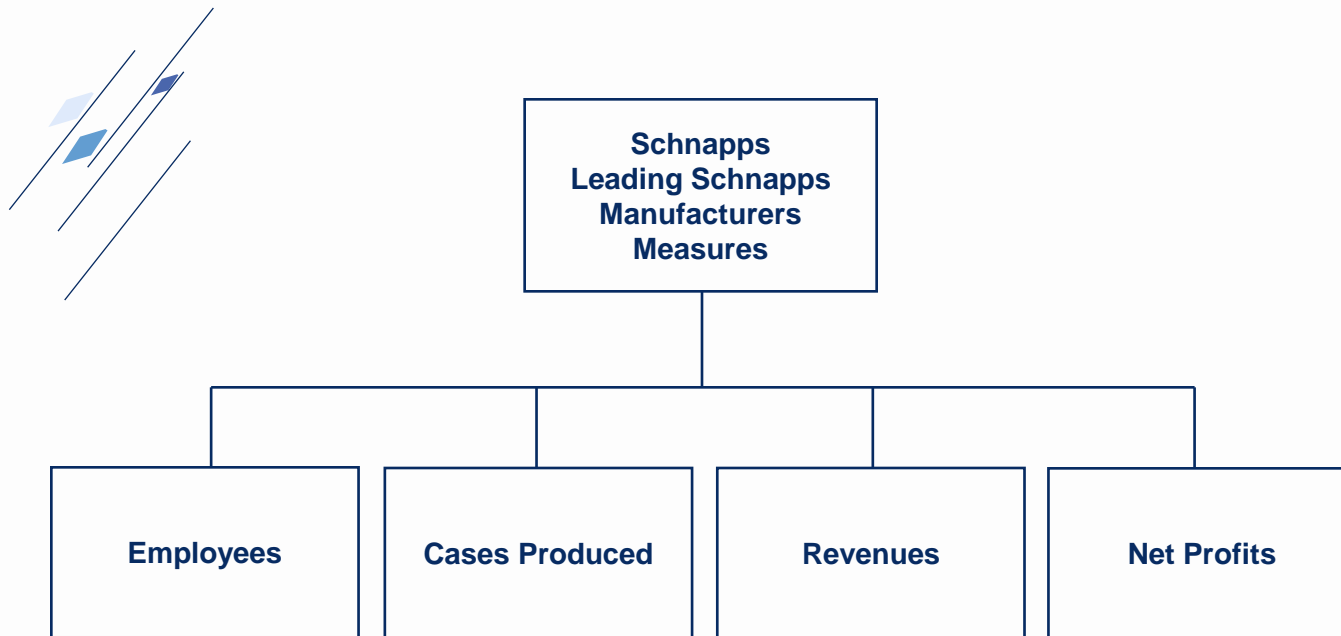 Schnapps
Leading Schnapps
Manufacturers
Measures
Employees
Cases Produced
Revenues
Net Profits